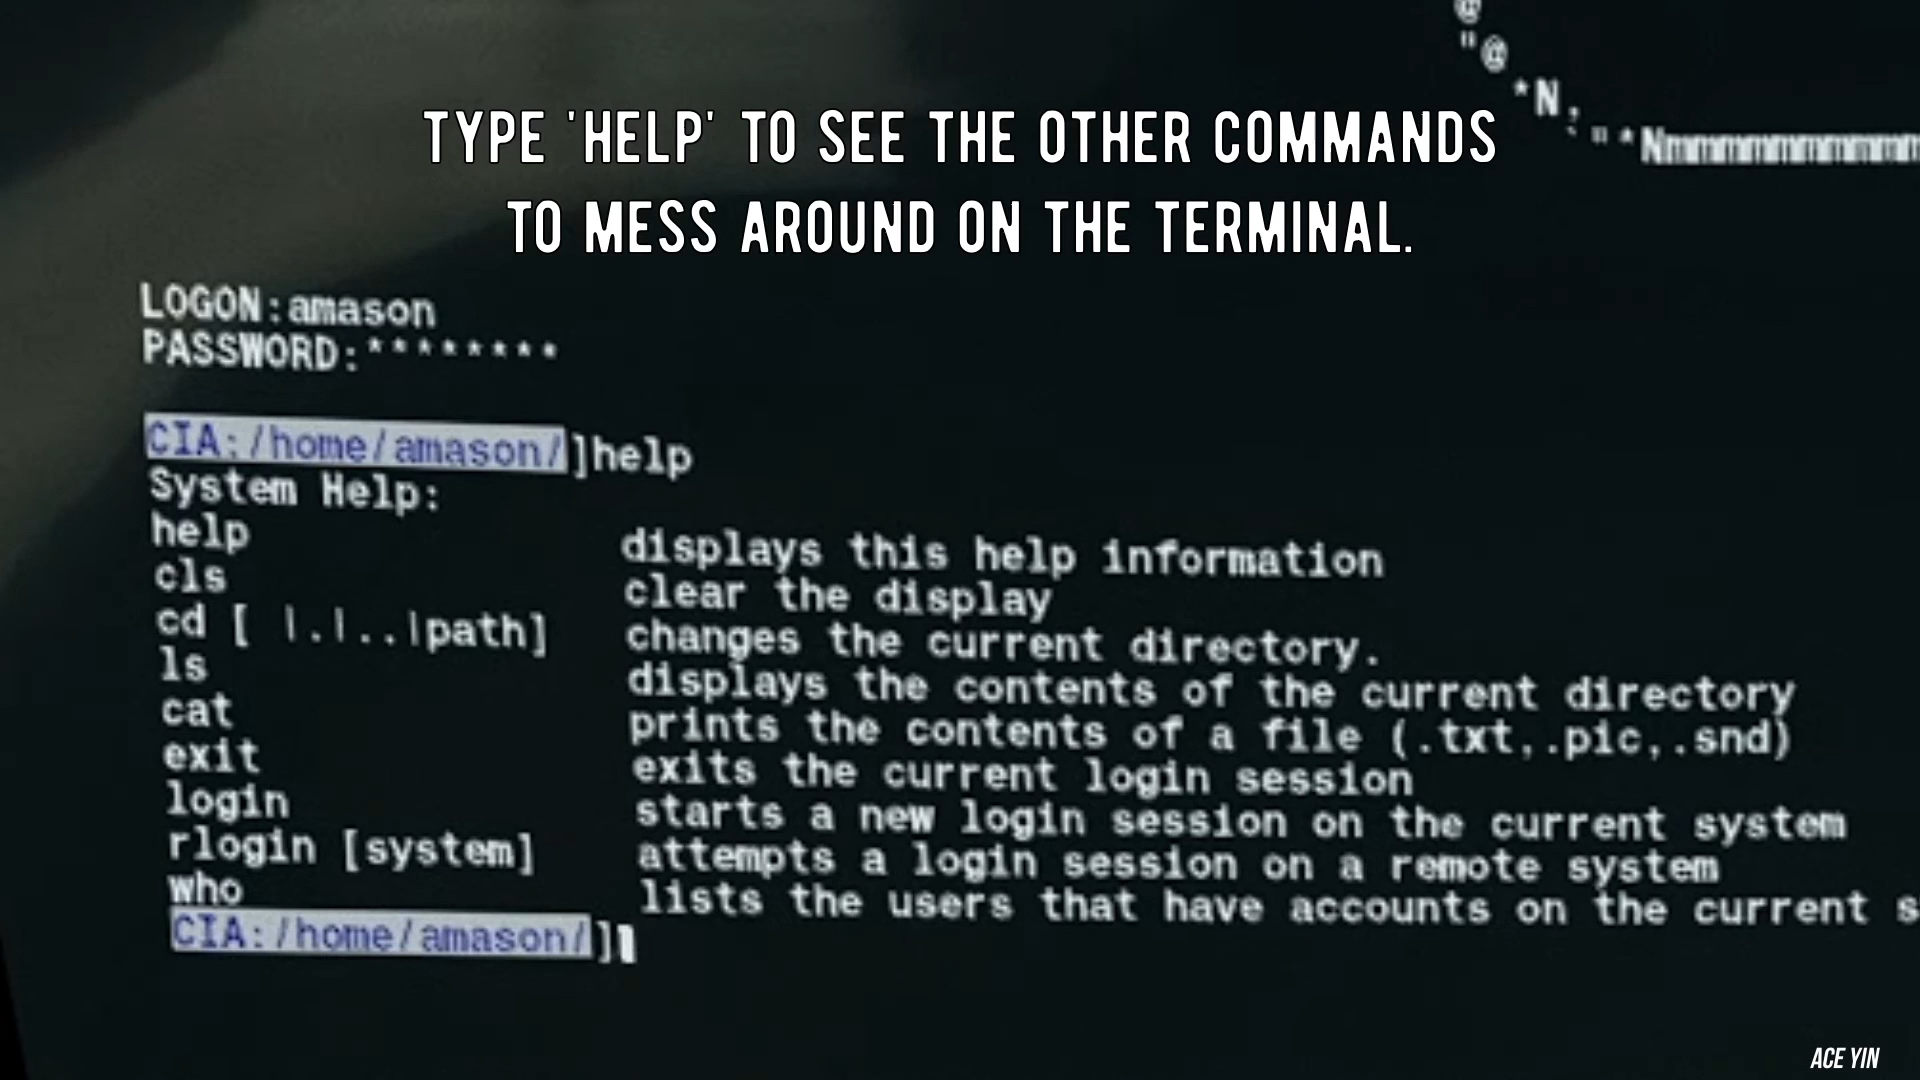 @
"@
*N,
`"*Nmmmmmmmmmmm
TYPE 'HELP' TO SEE THE OTHER COMMANDS
TO MESS AROUND ON THE TERMINAL.
LOGON:amason
PASSWORD:********
CIA:/home/amason/]help
System Help:
help displays this help information
cls clear the display
cd [ |.|..|path] changes the current directory.
ls displays the contents of the current directory
cat prints the contents of a file (.txt,.pic,.snd)
exit exits the current login session
login starts a new login session on the current system
rlogin [system] attempts a login session on a remote system
who lists the users that have accounts on the current s
CIA:/home/amason/]
ACE YIN